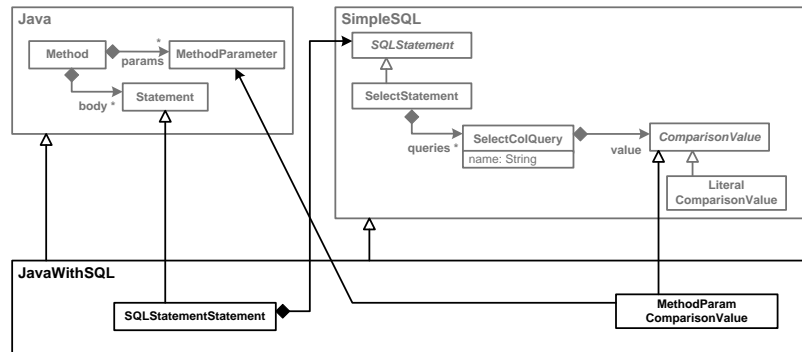 Java
Method
*
params
MethodParameter
body *
Statement
SimpleSQL
SQLStatement
SelectStatement
queries *
SelectColQuery
name: String
value
ComparisonValue
Literal
ComparisonValue
JavaWithSQL
SQLStatementStatement
MethodParam
ComparisonValue